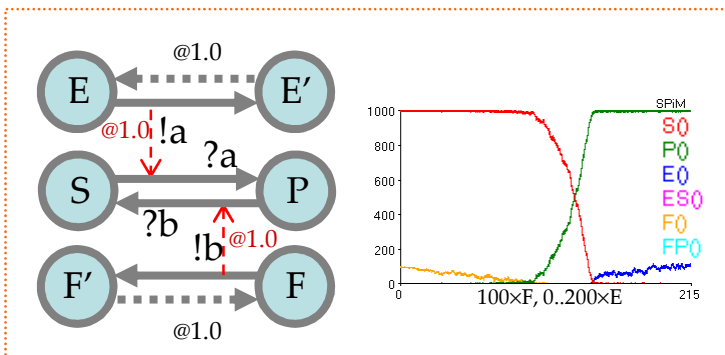 @1.0
E
E'
@1.0
!a
?a
S
P
?b
!b
@1.0
F'
F
@1.0
SPiM
1000
800
600
400
200
0
S()
P()
E()
ES()
F()
FP()
0
100×F, 0..200×E
215